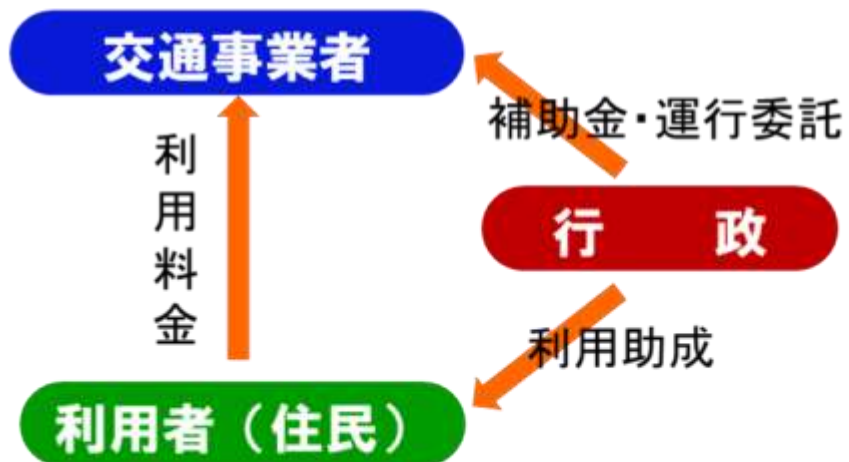 交通事業者
補助金・運行委託
利用料金
行　　政
利用助成
利用者（住民）